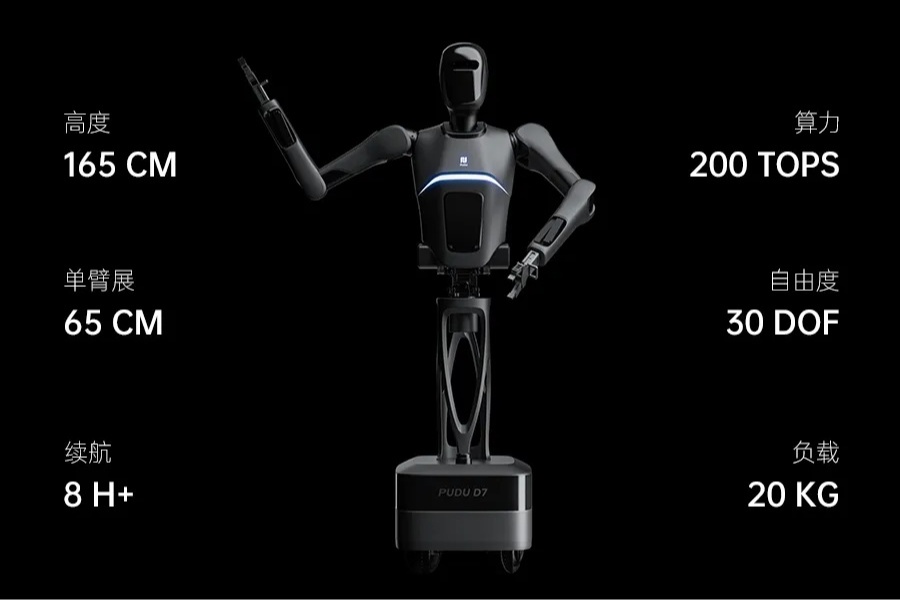 高度
165 CM
单臂展
65 CM
续航
8 H+
算力
200 TOPS
自由度
30 DOF
负载
20 KG
PUDU D7